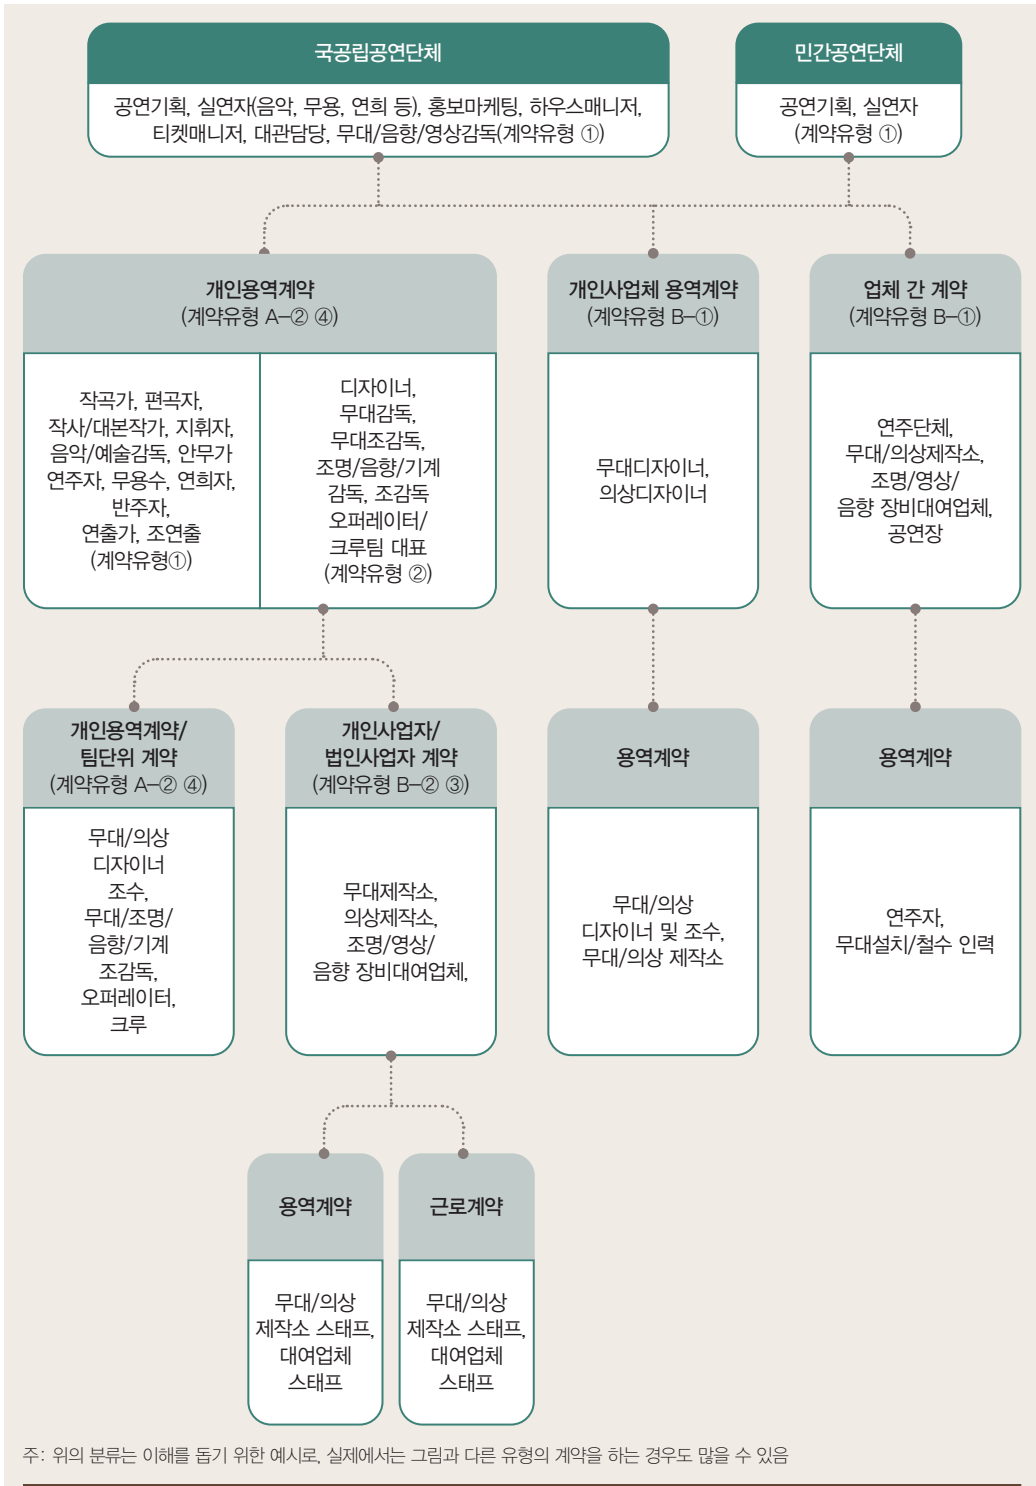 국공립공연단체
공연기획, 실연자(음악, 무용, 연희 등), 홍보마케팅, 하우스매니저,
티켓매니저, 대관담당, 무대/음향/영상감독(계약유형 ①)
민간공연단체
공연기획, 실연자
(계약유형 ①)
개인용역계약
(계약유형 A-② ④)
작곡가, 편곡자,
작사/대본작가, 지휘자,
음악/예술감독, 안무가
연주자, 무용수, 연희자,
반주자,
연출가, 조연출
(계약유형①)
디자이너,
무대감독,
무대조감독,
조명/음향/기계
감독, 조감독
오퍼레이터/
크루팀 대표
(계약유형 ②)
개인사업체 용역계약
(계약유형 B-①)
무대디자이너,
의상디자이너
업체 간 계약
(계약유형 B-①)
연주단체,
무대/의상제작소,
조명/영상/
음향 장비대여업체,
공연장
개인용역계약/
팀단위 계약
(계약유형 A-② ④)
무대/의상
디자이너
조수,
무대/조명/
음향/기계
조감독,
오퍼레이터,
크루
개인사업자/
법인사업자 계약
(계약유형 B-② ③)
무대제작소,
의상제작소,
조명/영상/
음향 장비대여업체,
용역계약
무대/의상
디자이너 및 조수,
무대/의상 제작소
용역계약
연주자,
무대설치/철수 인력
용역계약
무대/의상
제작소 스태프,
대여업체
스태프
근로계약
무대/의상
제작소 스태프,
대여업체
스태프
주: 위의 분류는 이해를 돕기 위한 예시로, 실제에서는 그림과 다른 유형의 계약을 하는 경우도 많을 수 있음